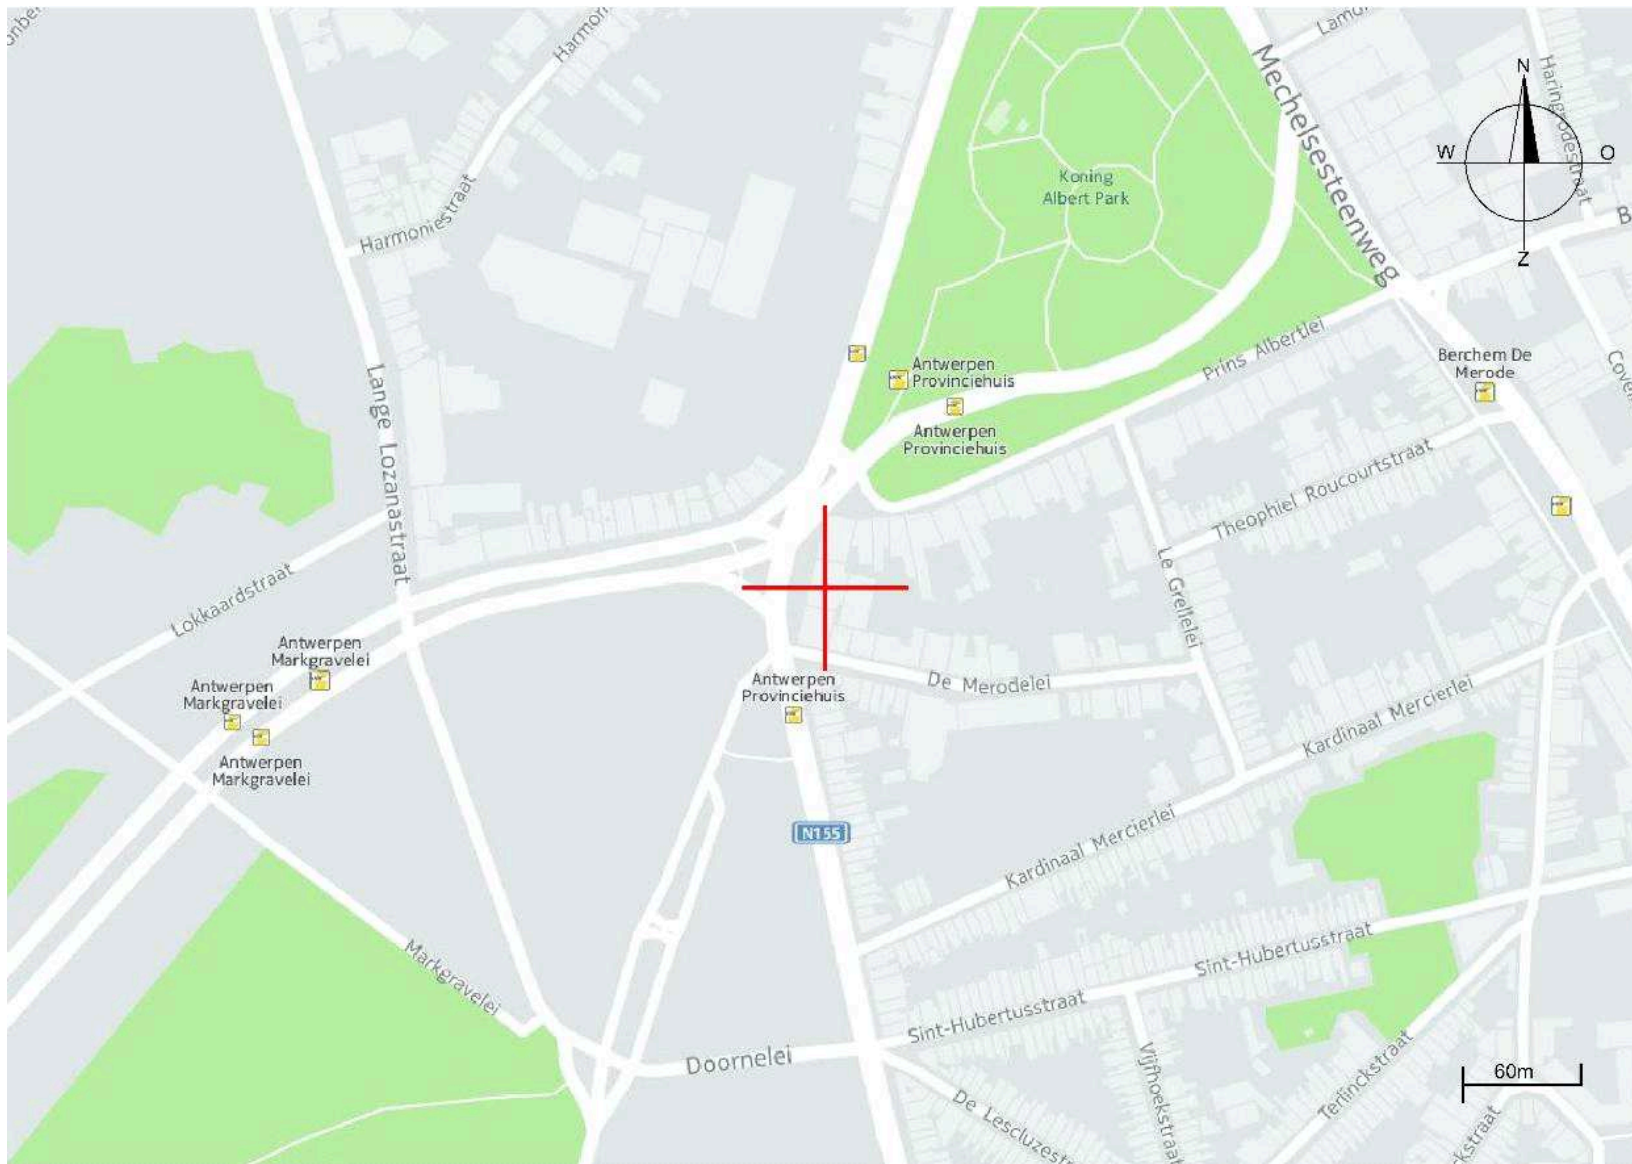 Harmoniestraat
Mechelsesteenweg
N
W
O
Z
Koning
Albert Park
Harmoniestraat
Prins Albertlei
Antwerpen
Provinciehuis
Berchem De
Merode
Lange Lozanastraat
Antwerpen
Provinciehuis
Theophiel Roucourtstraat
Le Grellelei
Lokkaardstraat
Antwerpen
Markgravelei
Antwerpen
Markgravelei
Antwerpen
Provinciehuis
De Merodelei
Antwerpen
Markgravelei
Kardinaal Mercierlei
N155
Kardinaal Mercierlei
Markgravelei
Sint-Hubertusstraat
Sint-Hubertusstraat
Doornelei
Vijfhoekstraat
Terlinckstraat
60m